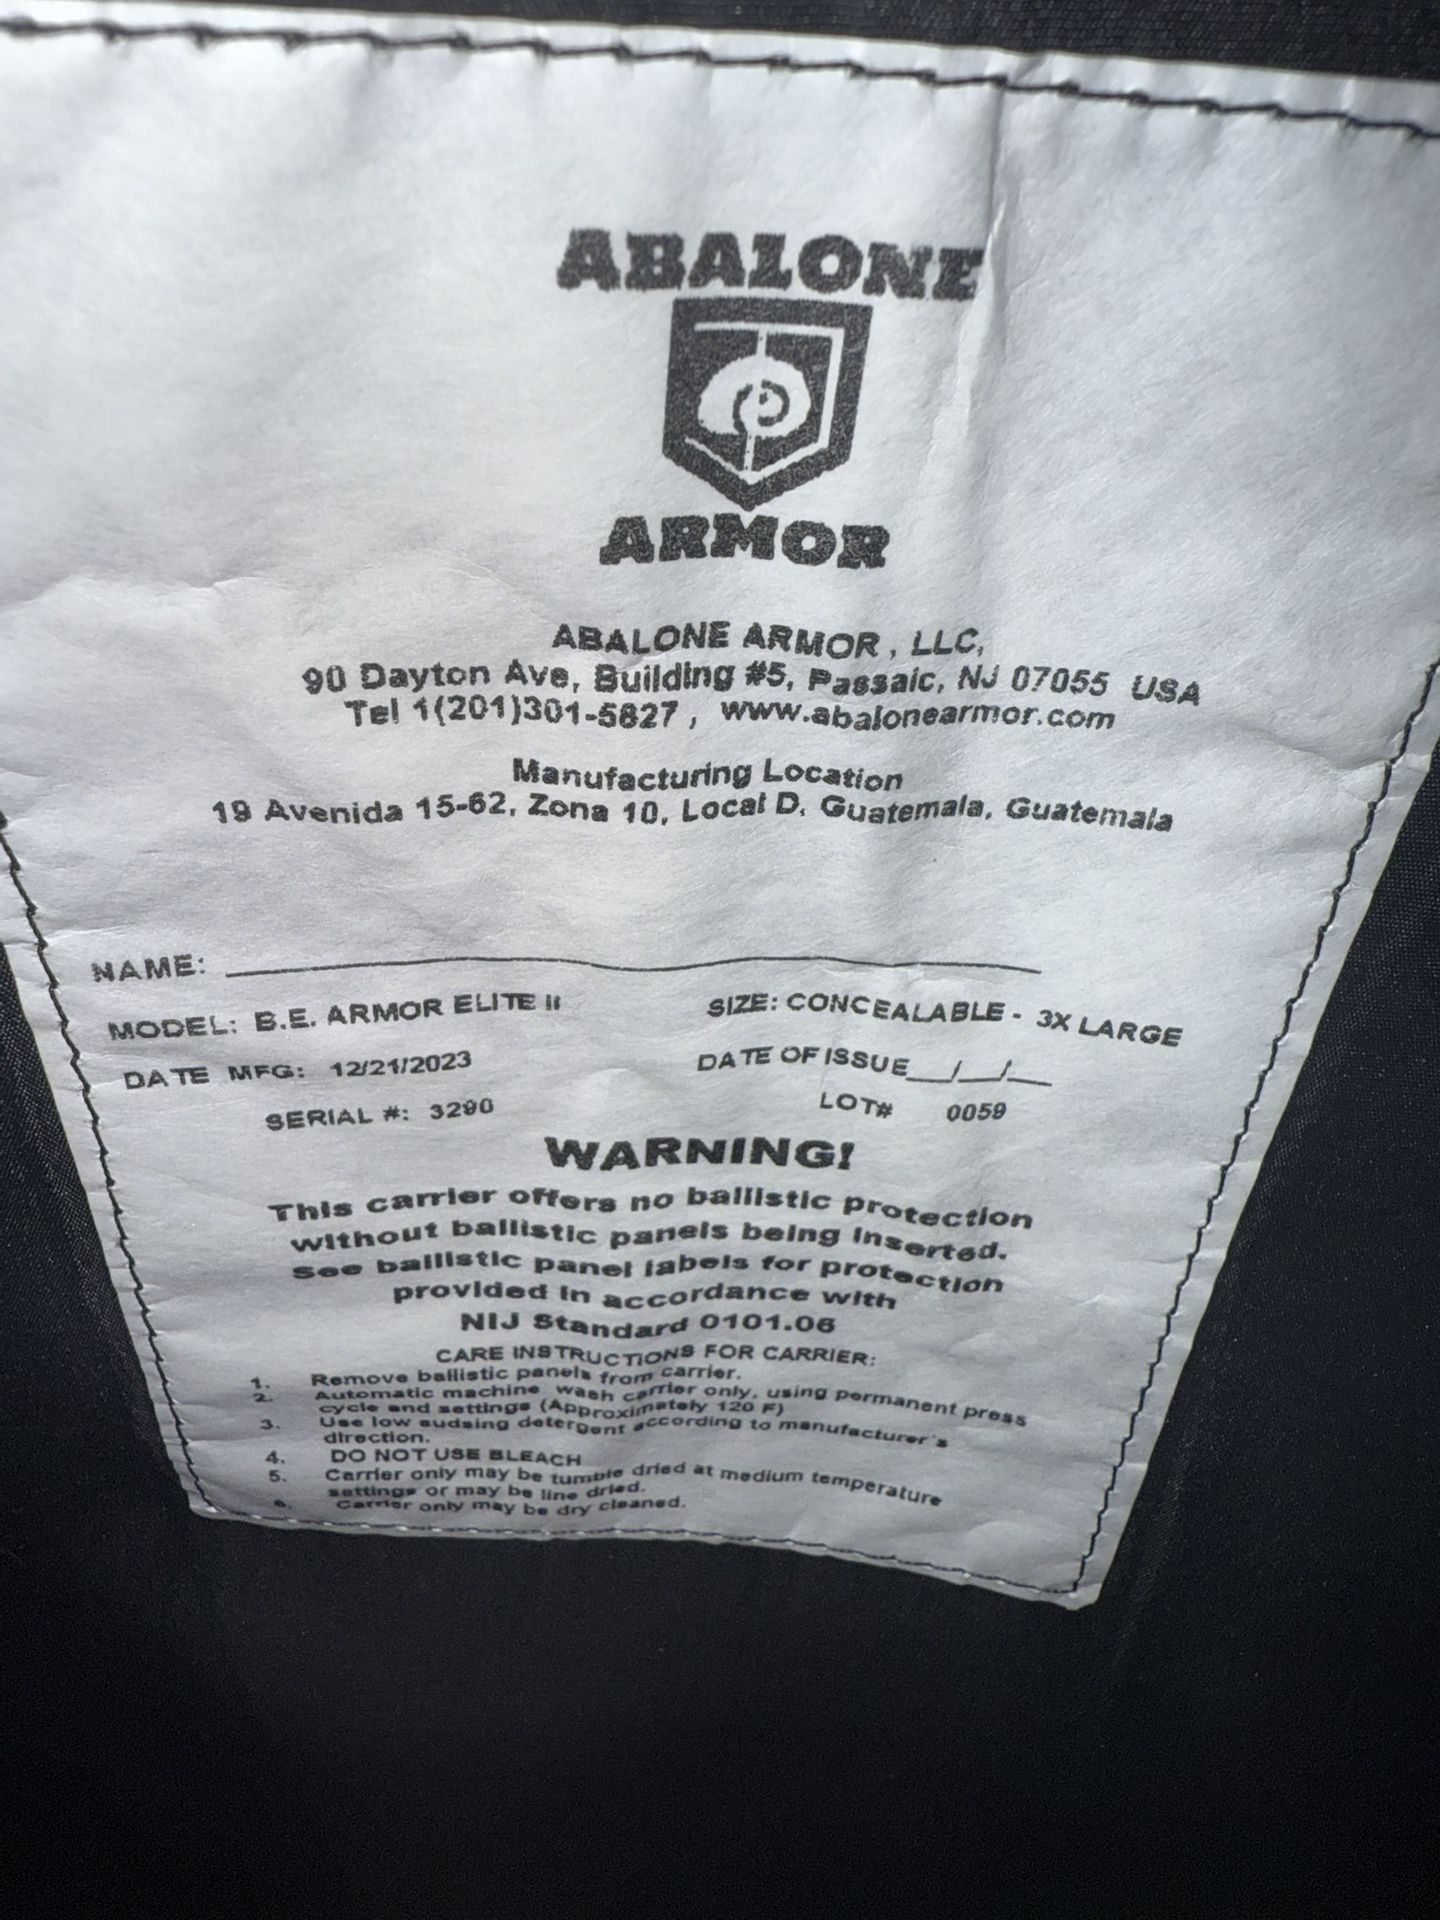 ABALONE
ARMOR
ABALONE ARMOR , LLC,
90 Dayton Ave, Building #5, Passaic, NJ 07055 USA
Tel 1(201)301-5827 , www.abalonearmor.com
Manufacturing Location
19 Avenida 15-62, Zona 10, Local D, Guatemala, Guatemala
NAME:
MODEL: B.E. ARMOR ELITE II SIZE: CONCEALABLE - 3X LARGE
DATE MFG: 12/21/2023 DATE OF ISSUE__/__/__
SERIAL #: 3290 LOT# 0059
WARNING!
This carrier offers no ballistic protection
without ballistic panels being inserted.
See ballistic panel labels for protection
provided in accordance with
NIJ Standard 0101.06
CARE INSTRUCTIONS FOR CARRIER:
1. Remove ballistic panels from carrier.
2. Automatic machine wash carrier only, using permanent press
cycle and settings (Approximately 120 F)
3. Use low sudsing detergent according to manufacturer's
direction.
4. DO NOT USE BLEACH
5. Carrier only may be tumble dried at medium temperature
settings or may be line dried.
6. Carrier only may be dry cleaned.